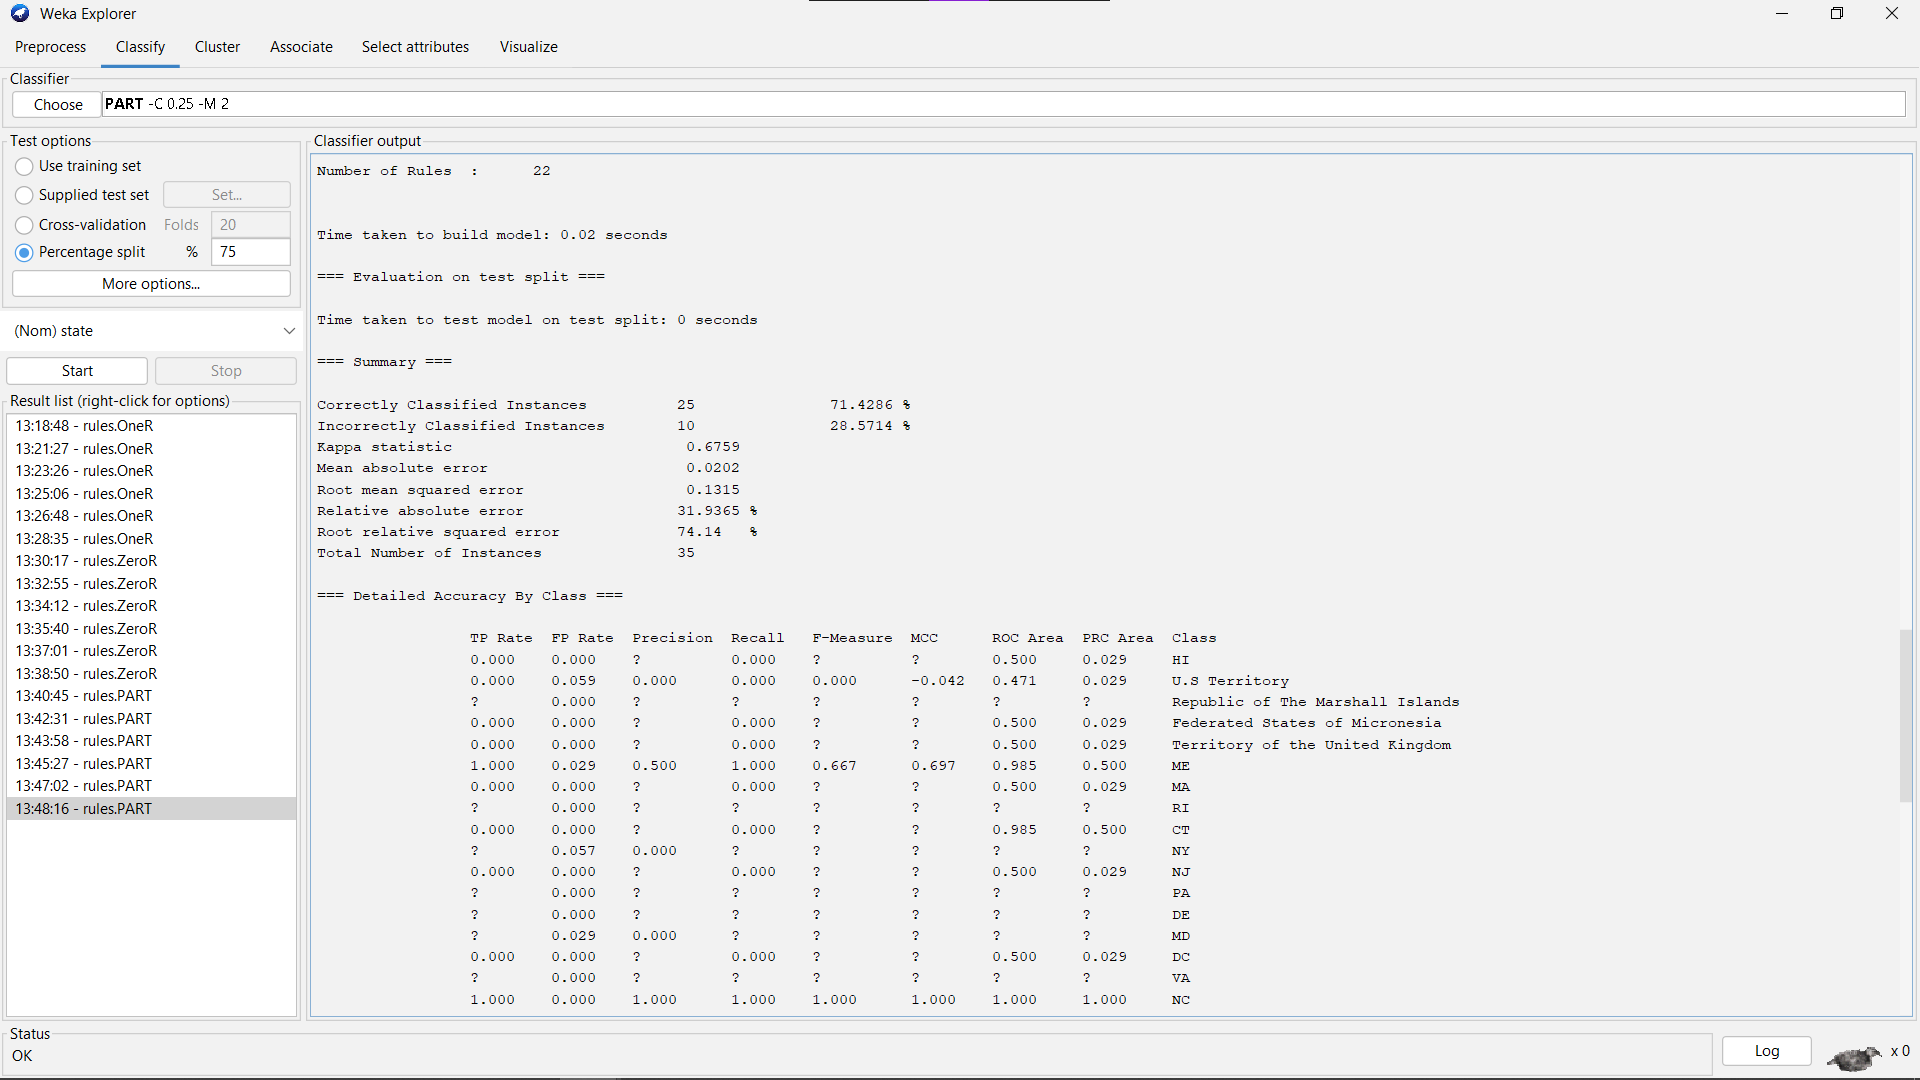 Weka Explorer
Preprocess Classify Cluster Associate Select attributes Visualize
Classifier
Choose PART -C 0.25 -M 2
Test options
Use training set
Supplied test set Set...
Cross-validation Folds 20
Percentage split % 75
More options...
(Nom) state
Start Stop
Result list (right-click for options)
13:18:48 - rules.OneR
13:21:27 - rules.OneR
13:23:26 - rules.OneR
13:25:06 - rules.OneR
13:26:48 - rules.OneR
13:28:35 - rules.OneR
13:30:17 - rules.ZeroR
13:32:55 - rules.ZeroR
13:34:12 - rules.ZeroR
13:35:40 - rules.ZeroR
13:37:01 - rules.ZeroR
13:38:50 - rules.ZeroR
13:40:45 - rules.PART
13:42:31 - rules.PART
13:43:58 - rules.PART
13:45:27 - rules.PART
13:47:02 - rules.PART
13:48:16 - rules.PART
Classifier output
Number of Rules : 22
Time taken to build model: 0.02 seconds
=== Evaluation on test split ===
Time taken to test model on test split: 0 seconds
=== Summary ===
Correctly Classified Instances 25 71.4286 %
Incorrectly Classified Instances 10 28.5714 %
Kappa statistic 0.6759
Mean absolute error 0.0202
Root mean squared error 0.1315
Relative absolute error 31.9365 %
Root relative squared error 74.14 %
Total Number of Instances 35
=== Detailed Accuracy By Class ===
TP Rate FP Rate Precision Recall F-Measure MCC ROC Area PRC Area Class
0.000 0.000 ? 0.000 ? ? 0.500 0.029 HI
0.000 0.059 0.000 0.000 0.000 -0.042 0.471 0.029 U.S Territory
? 0.000 ? ? ? ? ? ? Republic of The Marshall Islands
0.000 0.000 ? 0.000 ? ? 0.500 0.029 Federated States of Micronesia
0.000 0.000 ? 0.000 ? ? 0.500 0.029 Territory of the United Kingdom
1.000 0.029 0.500 1.000 0.667 0.697 0.985 0.500 ME
0.000 0.000 ? 0.000 ? ? 0.500 0.029 MA
? 0.000 ? ? ? ? ? ? RI
0.000 0.000 ? 0.000 ? ? 0.985 0.500 CT
? 0.057 0.000 ? ? ? ? ? NY
0.000 0.000 ? 0.000 ? ? 0.500 0.029 NJ
? 0.000 ? ? ? ? ? ? PA
? 0.000 ? ? ? ? ? ? DE
? 0.029 0.000 ? ? ? ? ? MD
0.000 0.000 ? 0.000 ? ? 0.500 0.029 DC
? 0.000 ? ? ? ? ? ? VA
1.000 0.000 1.000 1.000 1.000 1.000 1.000 1.000 NC
Status
OK
Log x 0